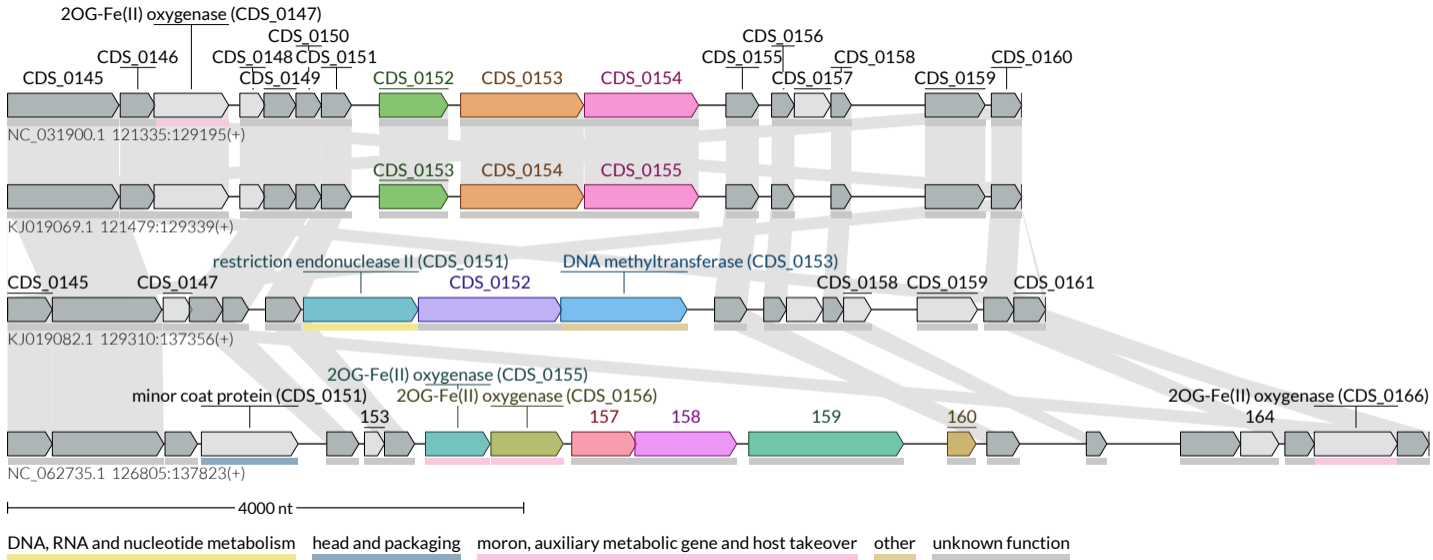 2OG-Fe(II) oxygenase (CDS_0147)
CDS_0150 CDS_0156
CDS_0146 CDS_0148 CDS_0151 CDS_0155 CDS_0158 CDS_0160
CDS_0145 CDS_0149 CDS_0152 CDS_0153 CDS_0154 CDS_0157 CDS_0159
NC_031900.1 121335:129195(+)
CDS_0153 CDS_0154 CDS_0155
KJ019069.1 121479:129339(+)
restriction endonuclease II (CDS_0151) DNA methyltransferase (CDS_0153)
CDS_0145 CDS_0147 CDS_0152 CDS_0158 CDS_0159 CDS_0161
KJ019082.1 129310:137356(+)
2OG-Fe(II) oxygenase (CDS_0155)
minor coat protein (CDS_0151) 2OG-Fe(II) oxygenase (CDS_0156) 2OG-Fe(II) oxygenase (CDS_0166)
153 157 158 159 160 164
NC_062735.1 126805:137823(+)
4000 nt
DNA, RNA and nucleotide metabolism head and packaging moron, auxiliary metabolic gene and host takeover other unknown function